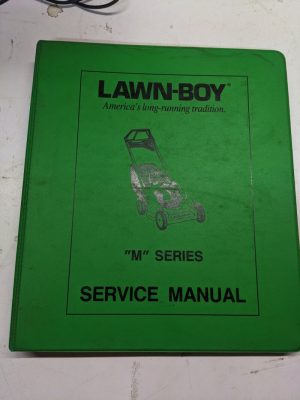 LAWN-BOY®
America's long-running tradition.
"M" SERIES
SERVICE MANUAL